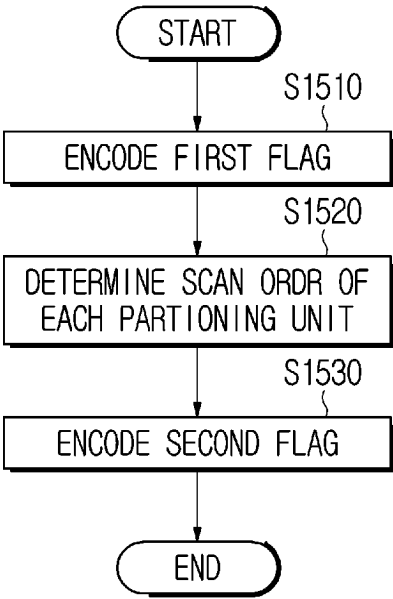 START
S1510
ENCODE FIRST FLAG
S1520
DETERMINE SCAN ORDR OF
EACH PARTIONING UNIT
S1530
ENCODE SECOND FLAG
END